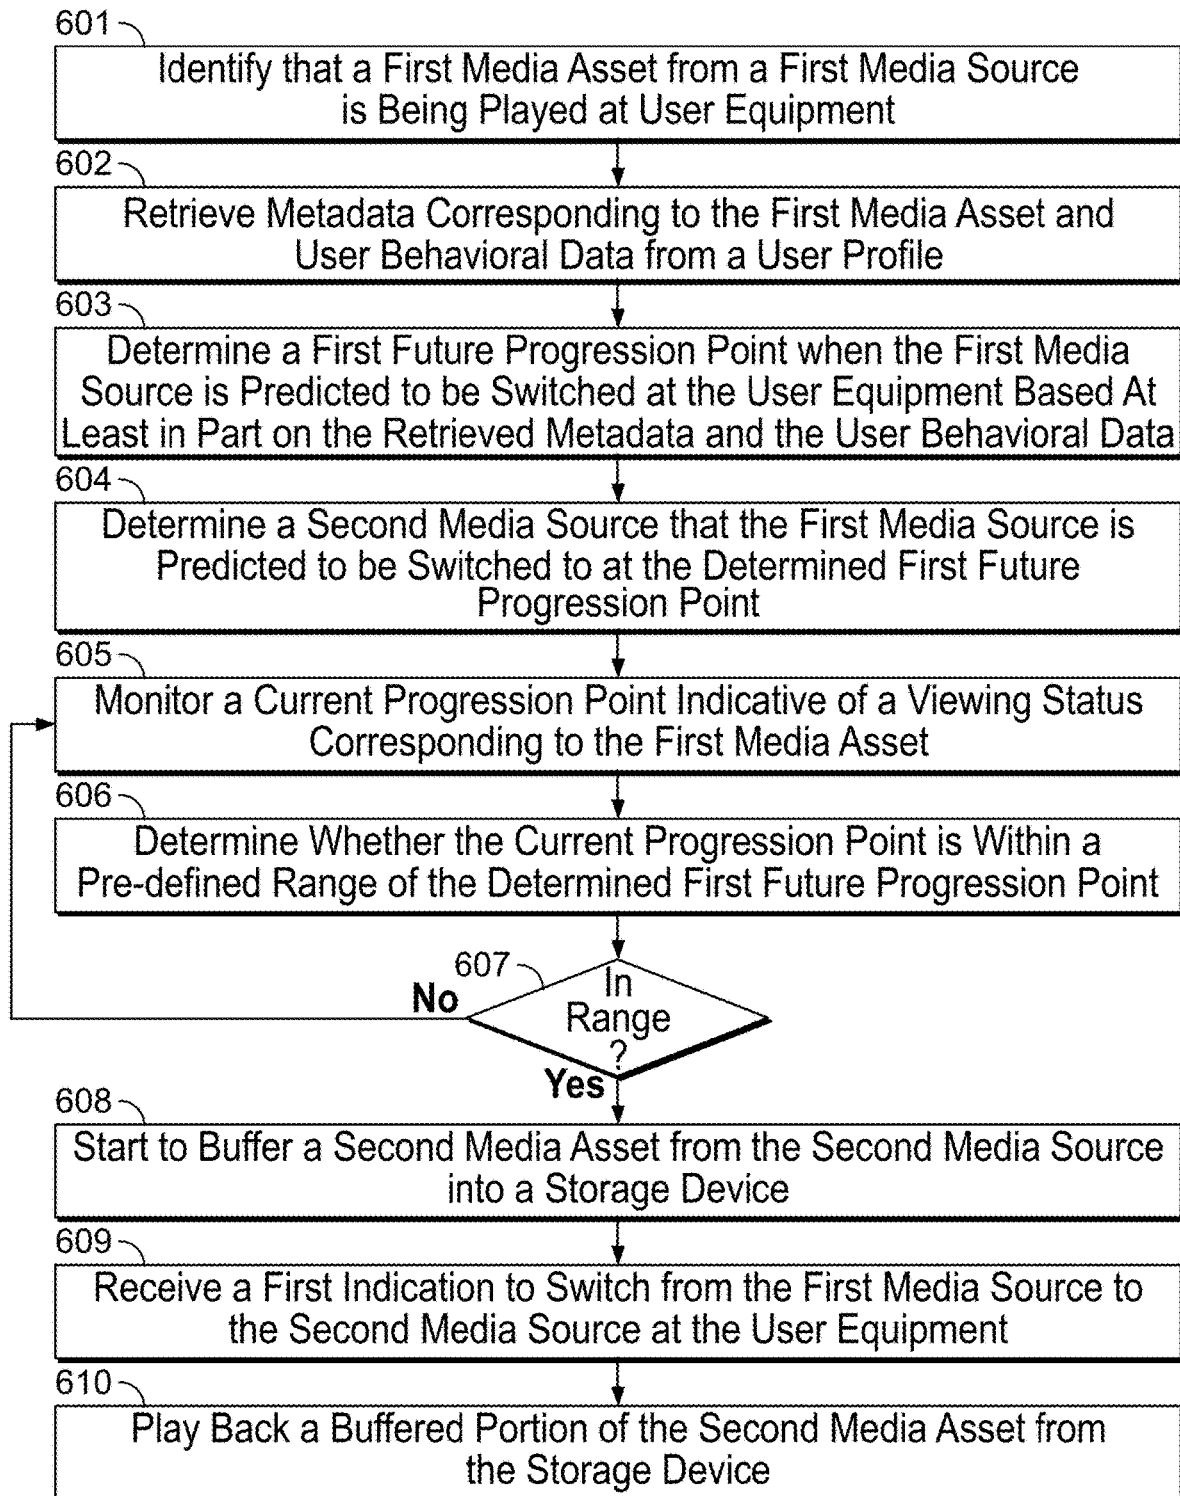 601
Identify that a First Media Asset from a First Media Source
is Being Played at User Equipment
602
Retrieve Metadata Corresponding to the First Media Asset and
User Behavioral Data from a User Profile
603
Determine a First Future Progression Point when the First Media
Source is Predicted to be Switched at the User Equipment Based At
Least in Part on the Retrieved Metadata and the User Behavioral Data
604
Determine a Second Media Source that the First Media Source is
Predicted to be Switched to at the Determined First Future
Progression Point
605
Monitor a Current Progression Point Indicative of a Viewing Status
Corresponding to the First Media Asset
606
Determine Whether the Current Progression Point is Within a
Pre-defined Range of the Determined First Future Progression Point
607
No
In
Range
?
Yes
608
Start to Buffer a Second Media Asset from the Second Media Source
into a Storage Device
609
Receive a First Indication to Switch from the First Media Source to
the Second Media Source at the User Equipment
610
Play Back a Buffered Portion of the Second Media Asset from
the Storage Device